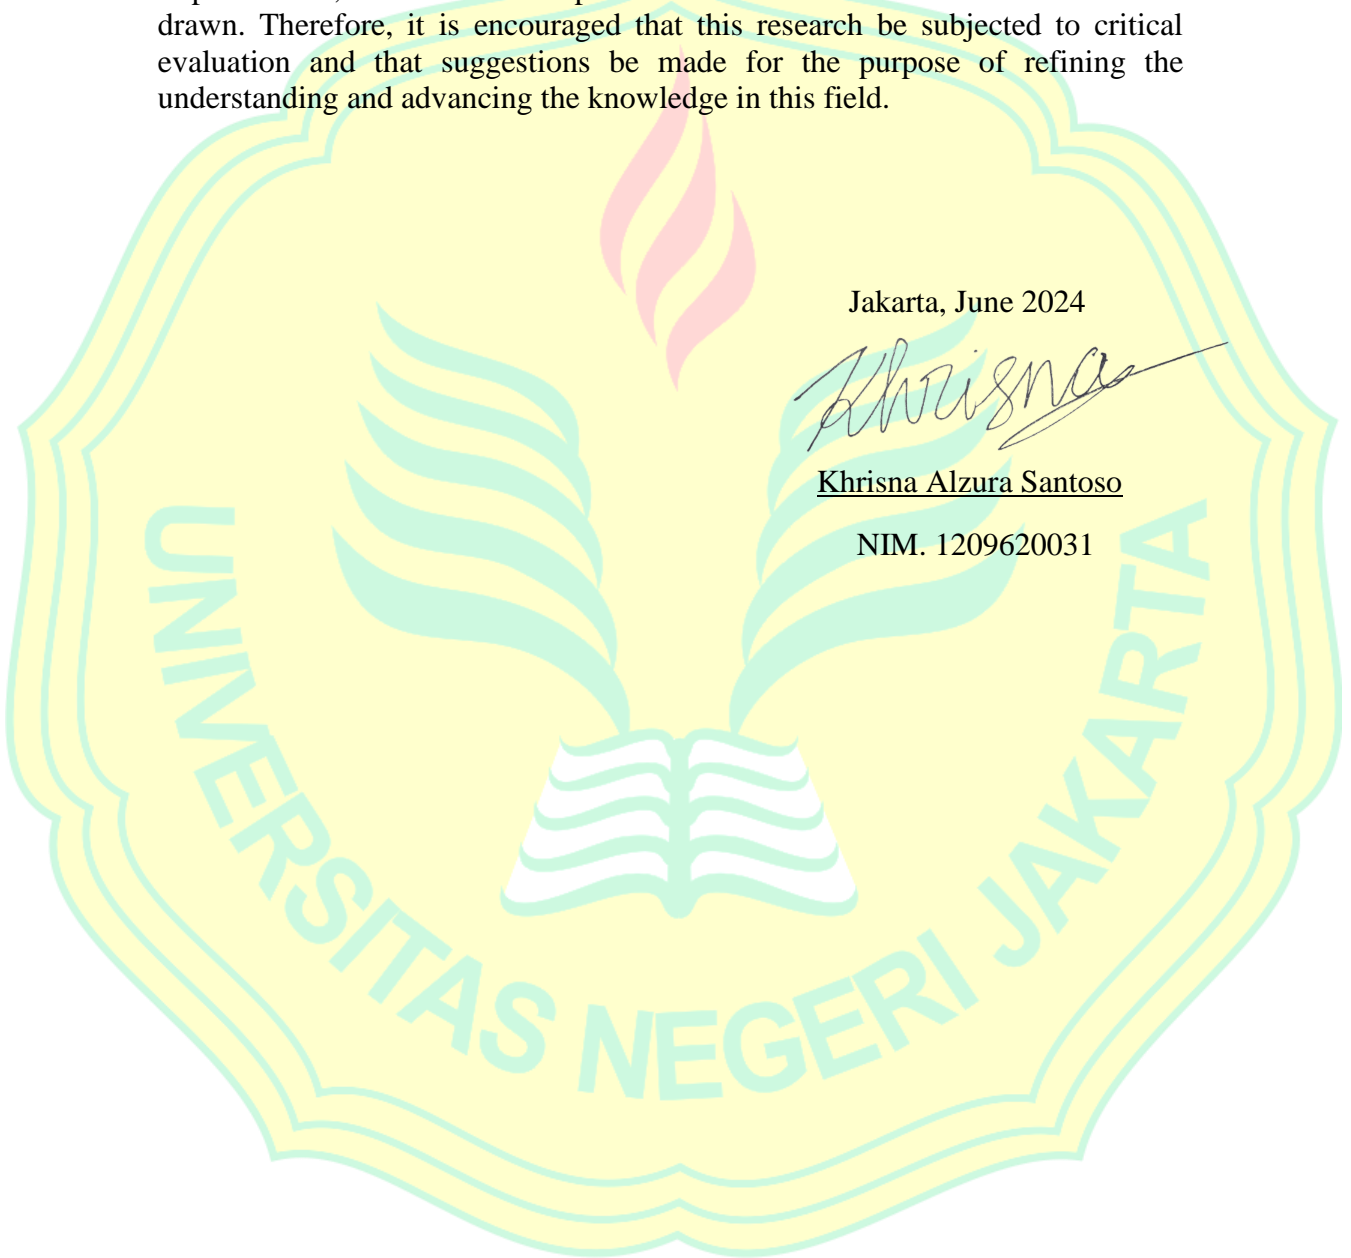 drawn. Therefore, it is encouraged that this research be subjected to critical
evaluation and that suggestions be made for the purpose of refining the
understanding and advancing the knowledge in this field.
Jakarta, June 2024
Khrisna
Khrisna Alzura Santoso
NIM. 1209620031
UNIVERSITAS NEGERI JAKARTA